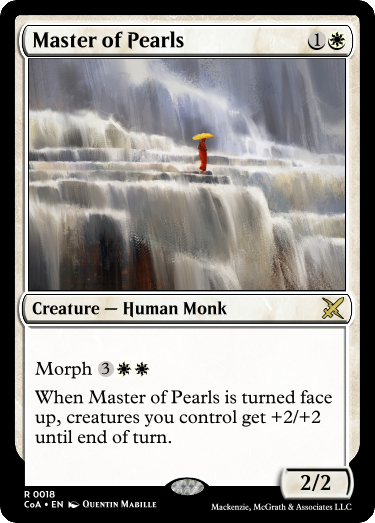 Master of Pearls 1
Creature — Human Monk
Morph 3
When Master of Pearls is turned face
up, creatures you control get +2/+2
until end of turn.
2/2
R 0018
CoA • EN Quentin Mabille
Mackenzie, McGrath & Associates LLC